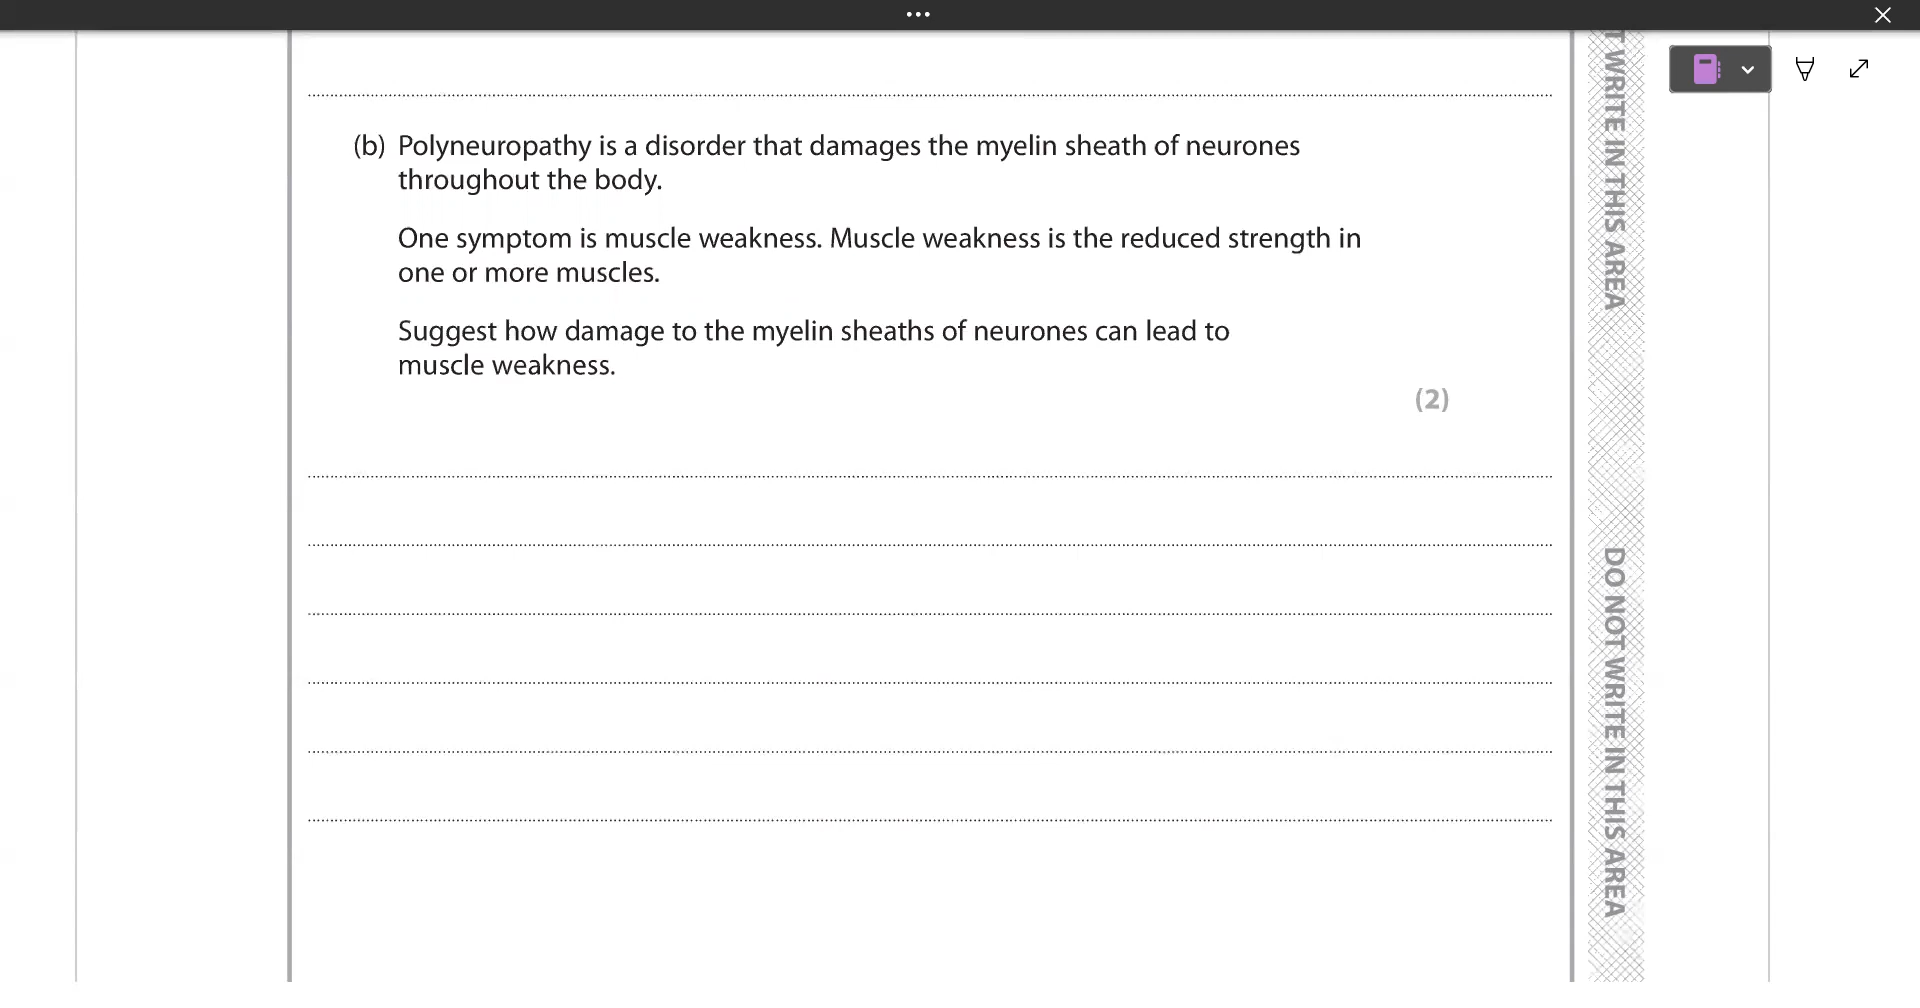 (b) Polyneuropathy is a disorder that damages the myelin sheath of neurones
throughout the body.
One symptom is muscle weakness. Muscle weakness is the reduced strength in
one or more muscles.
Suggest how damage to the myelin sheaths of neurones can lead to
muscle weakness.
(2)
T WRITE IN THIS AREA
DO NOT WRITE IN THIS AREA